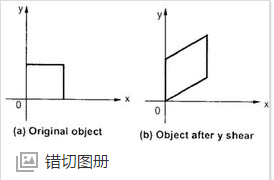 y
x
0
(a) Original object
y
x
0
(b) Object after y shear
错切图册